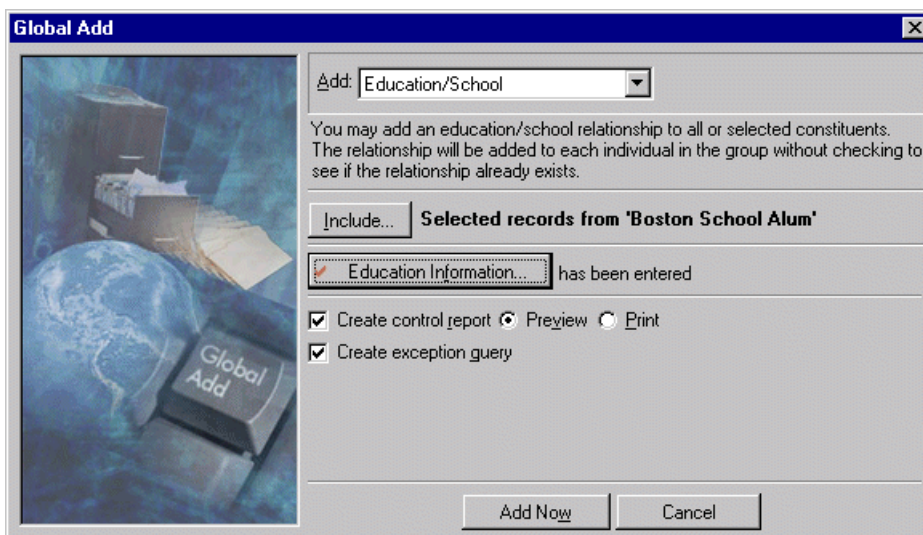 Global Add
Add: Education/School
You may add an education/school relationship to all or selected constituents.
The relationship will be added to each individual in the group without checking to
see if the relationship already exists.
Include... Selected records from 'Boston School Alum'
Education Information... has been entered
Create control report Preview Print
Create exception query
Global
Add
Add Now Cancel